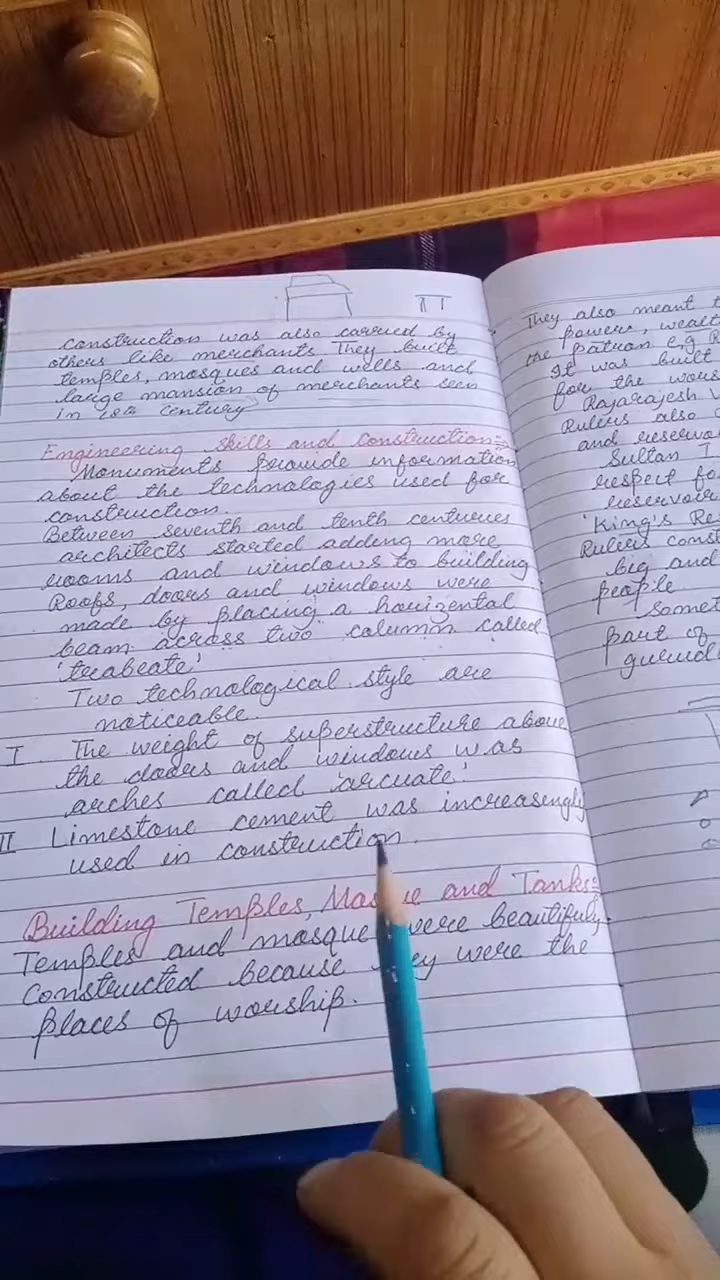 construction was also carried by
others like merchants. They built
temples, mosques and wells and
large mansion of merchants seen
in 18th century
Engineering skills and construction:-
Monuments provide information
about the technologies used for
construction.
Between seventh and tenth centuries
architects started adding more
rooms and windows to building
Roofs, doors and windows were
made by placing a horizental
beam across two column called
'trabeate'
Two technological style are
noticeable.
I. The weight of superstructure above
the doors and windows was
arches called 'arcuate'
II Limestone cement was increasengly
used in construction.
Building Temples, and Tanks:-
Temples and mosque were beautifuly
constructed because were the
places of worship.
They also meant
powers, wealt
the patron e,g R
It was built
for the wors
Rajarajesh V
Rulers also
and reservo
Sultan I
respect fo
reservoir
'King's Re
Rulers const
big and
people
Somet
part of
gurud